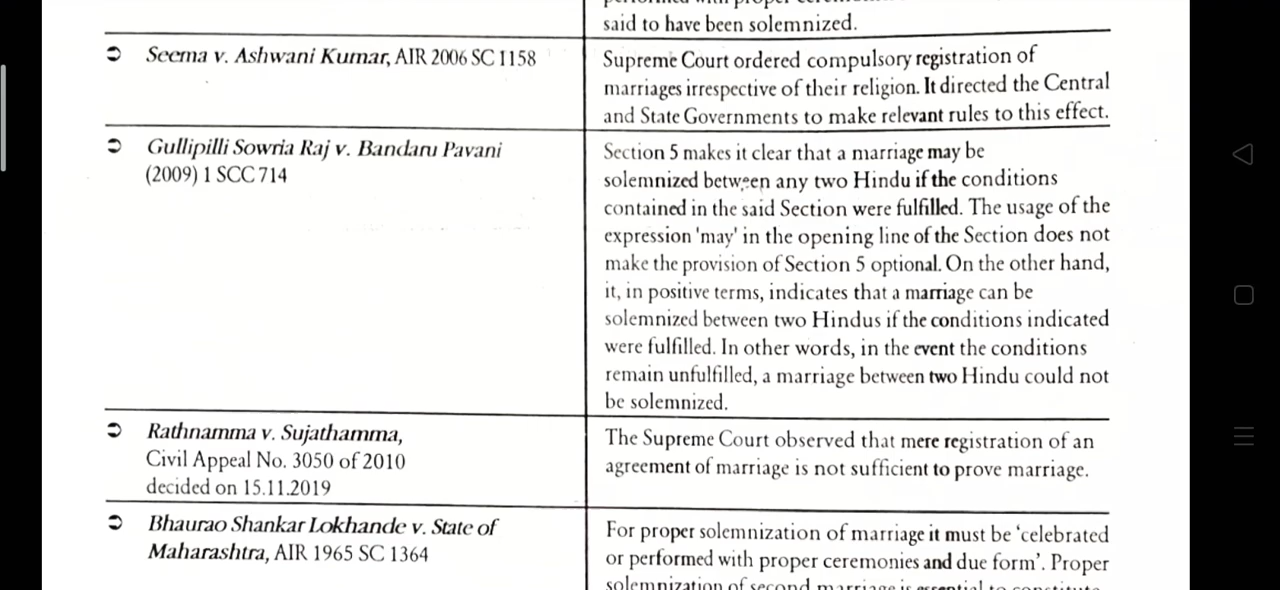 said to have been solemnized.
Seema v. Ashwani Kumar, AIR 2006 SC 1158
Supreme Court ordered compulsory registration of
marriages irrespective of their religion. It directed the Central
and State Governments to make relevant rules to this effect.
Gullipilli Sowria Raj v. Bandaru Pavani
(2009) 1 SCC 714
Section 5 makes it clear that a marriage may be
solemnized between any two Hindu if the conditions
contained in the said Section were fulfilled. The usage of the
expression 'may' in the opening line of the Section does not
make the provision of Section 5 optional. On the other hand,
it, in positive terms, indicates that a marriage can be
solemnized between two Hindus if the conditions indicated
were fulfilled. In other words, in the event the conditions
remain unfulfilled, a marriage between two Hindu could not
be solemnized.
Rathnamma v. Sujathamma,
Civil Appeal No. 3050 of 2010
decided on 15.11.2019
The Supreme Court observed that mere registration of an
agreement of marriage is not sufficient to prove marriage.
Bhaurao Shankar Lokhande v. State of
Maharashtra, AIR 1965 SC 1364
For proper solemnization of marriage it must be 'celebrated
or performed with proper ceremonies and due form'. Proper
solemnization of second marriage is essential to constitute